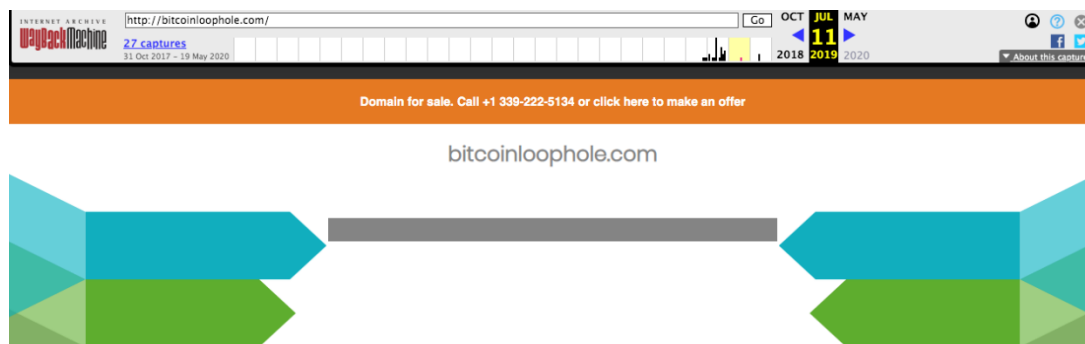 INTERNET ARCHIVE
WayBackMachine
http://bitcoinloophole.com/
Go
OCT JUL MAY
27 captures
11
31 Oct 2017 – 19 May 2020
2018 2019 2020
About this capture
Domain for sale. Call +1 339-222-5134 or click here to make an offer
bitcoinloophole.com